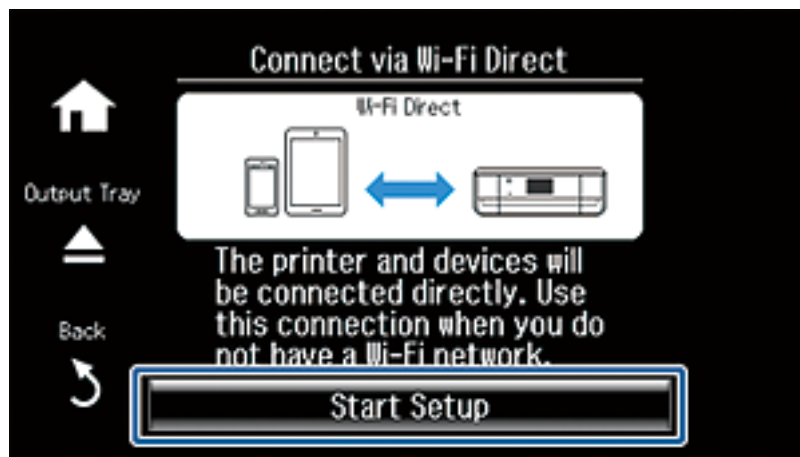 Connect via Wi-Fi Direct
Wi-Fi Direct
Output Tray
The printer and devices will
be connected directly. Use
this connection when you do
not have a Wi-Fi network.
Back
Start Setup